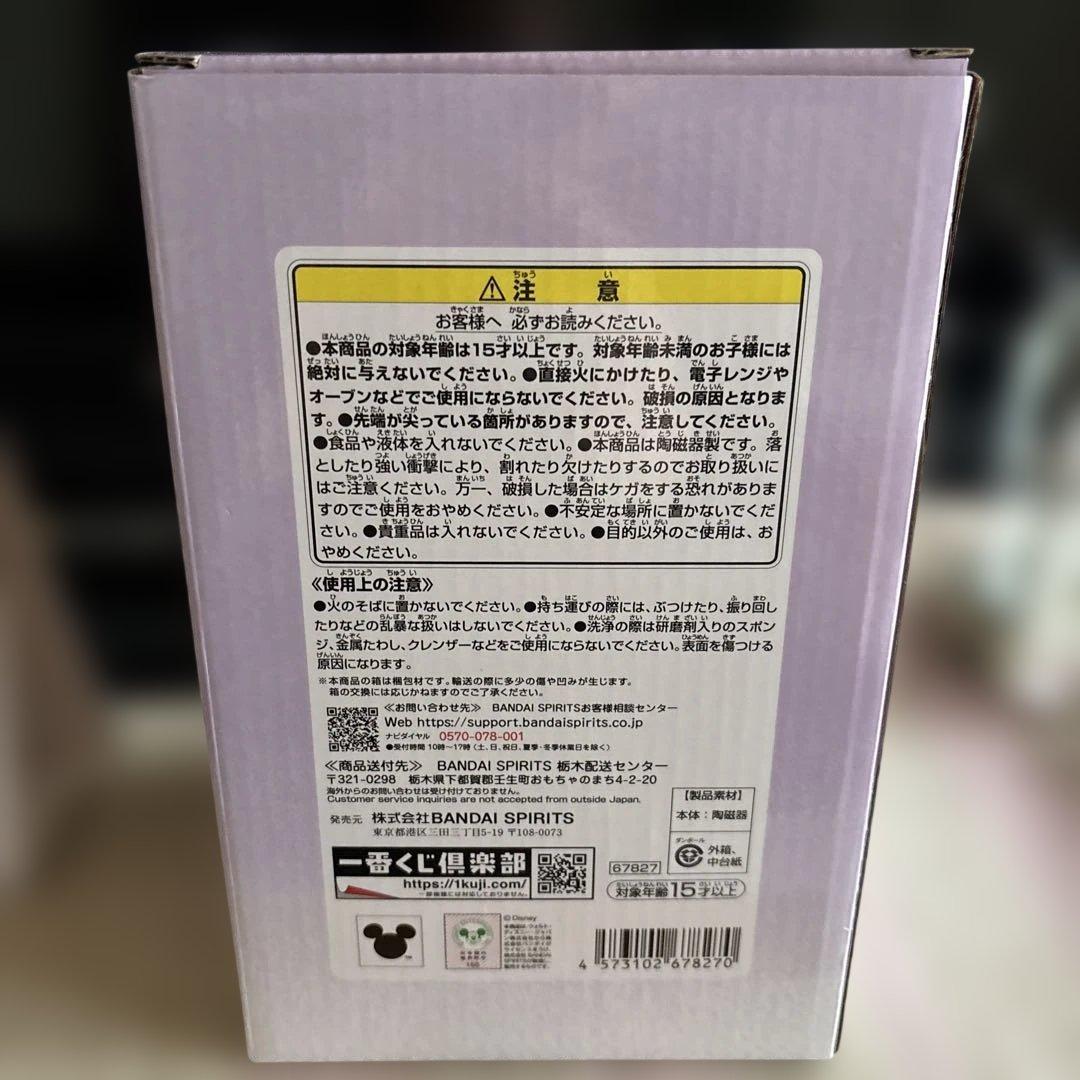 ⚠注意
お客様へ 必ずお読みください。
●本商品の対象年齢は15才以上です。対象年齢未満のお子様には
絶対に与えないでください。●直接火にかけたり、電子レンジや
オーブンなどでご使用にならないでください。破損の原因となりま
す。●先端が尖っている箇所がありますので、注意してください。
●食品や液体を入れないでください。●本商品は陶磁器製です。落
としたり強い衝撃により、割れたり欠けたりするのでお取り扱いに
はご注意ください。万一、破損した場合はケガをする恐れがありま
すのでご使用をおやめください。●不安定な場所に置かないでくだ
さい。●貴重品は入れないでください。●目的以外のご使用は、お
やめください。
《使用上の注意》
●火のそばに置かないでください。●持ち運びの際には、ぶつけたり、振り回し
たりなどの乱暴な扱いはしないでください。●洗浄の際は研磨剤入りのスポン
ジ、金属たわし、クレンザーなどをご使用にならないでください。表面を傷つける
原因になります。
※本商品の箱は梱包材です。輸送の際に多少の傷や凹みが生じます。
箱の交換には応じかねますのでご了承ください。
≪お問い合わせ先≫ BANDAI SPIRITSお客様相談センター
Web https://support.bandaispirits.co.jp
ナビダイヤル 0570-078-001
●受付時間 10時〜17時(土、日、祝日、夏季・冬季休業日を除く)
≪商品送付先≫ BANDAI SPIRITS 栃木配送センター
〒321-0298 栃木県下都賀郡壬生町おもちゃのまち4-2-20
海外からのお問い合わせは受け付けておりません。
Customer service inquiries are not accepted from outside Japan.
発売元 株式会社BANDAI SPIRITS
東京都港区三田三丁目5-19 〒108-0073
【製品素材】
本体：陶磁器
ダンボール
外箱、
中台紙
一番くじ倶楽部
https://1kuji.com/
67827
対象年齢15才以上
©Disney
4 573102 678270